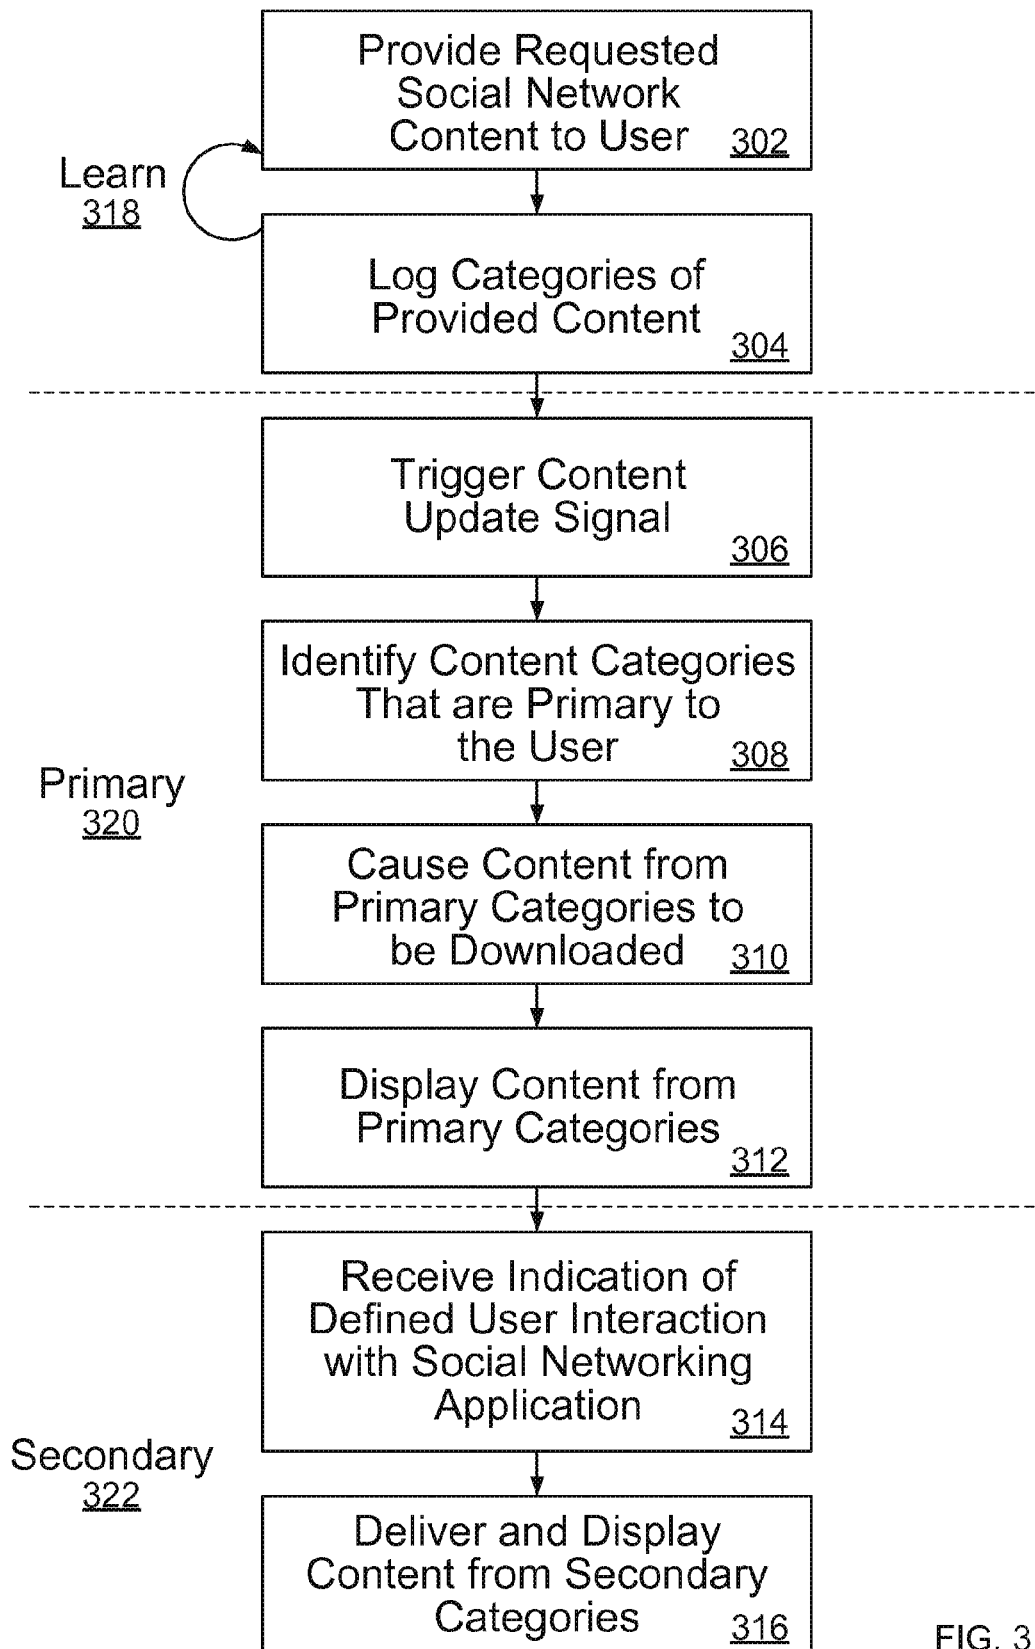 Provide Requested
Social Network
Content to User
302
Learn
318
Log Categories of
Provided Content
304
Trigger Content
Update Signal
306
Identify Content Categories
That are Primary to
the User
308
Primary
320
Cause Content from
Primary Categories to
be Downloaded
310
Display Content from
Primary Categories
312
Receive Indication of
Defined User Interaction
with Social Networking
Application
314
Secondary
322
Deliver and Display
Content from Secondary
Categories
316
FIG. 3